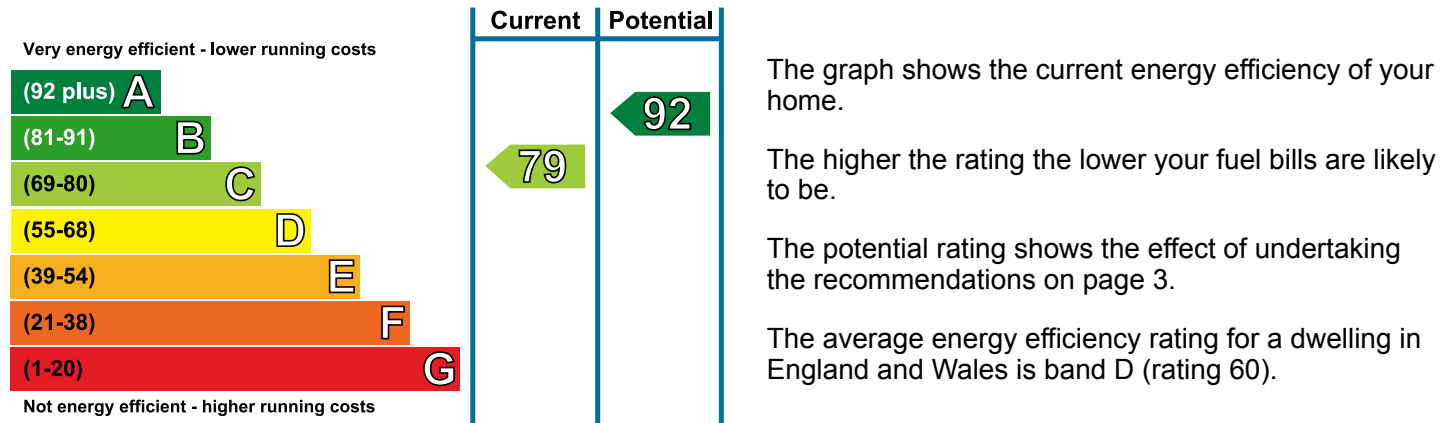 Current Potential
Very energy efficient - lower running costs
(92 plus) A
(81-91) B
(69-80) C
(55-68) D
(39-54) E
(21-38) F
(1-20) G
Not energy efficient - higher running costs
79
92
The graph shows the current energy efficiency of your
home.
The higher the rating the lower your fuel bills are likely
to be.
The potential rating shows the effect of undertaking
the recommendations on page 3.
The average energy efficiency rating for a dwelling in
England and Wales is band D (rating 60).